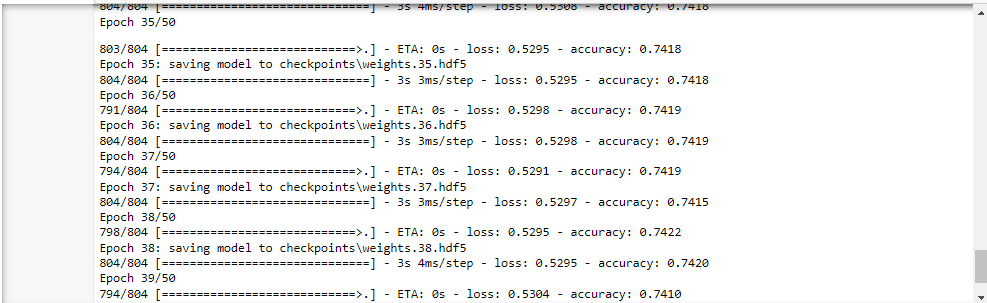 804/804 [==============================] - 3s 4ms/step - loss: 0.5308 - accuracy: 0.7418
Epoch 35/50
803/804 [============================>.] - ETA: 0s - loss: 0.5295 - accuracy: 0.7418
Epoch 35: saving model to checkpoints\weights.35.hdf5
804/804 [==============================] - 3s 3ms/step - loss: 0.5295 - accuracy: 0.7418
Epoch 36/50
791/804 [============================>.] - ETA: 0s - loss: 0.5298 - accuracy: 0.7419
Epoch 36: saving model to checkpoints\weights.36.hdf5
804/804 [==============================] - 3s 3ms/step - loss: 0.5298 - accuracy: 0.7419
Epoch 37/50
794/804 [============================>.] - ETA: 0s - loss: 0.5291 - accuracy: 0.7419
Epoch 37: saving model to checkpoints\weights.37.hdf5
804/804 [==============================] - 3s 3ms/step - loss: 0.5297 - accuracy: 0.7415
Epoch 38/50
798/804 [============================>.] - ETA: 0s - loss: 0.5295 - accuracy: 0.7422
Epoch 38: saving model to checkpoints\weights.38.hdf5
804/804 [==============================] - 3s 4ms/step - loss: 0.5295 - accuracy: 0.7420
Epoch 39/50
794/804 [============================>.] - ETA: 0s - loss: 0.5304 - accuracy: 0.7410